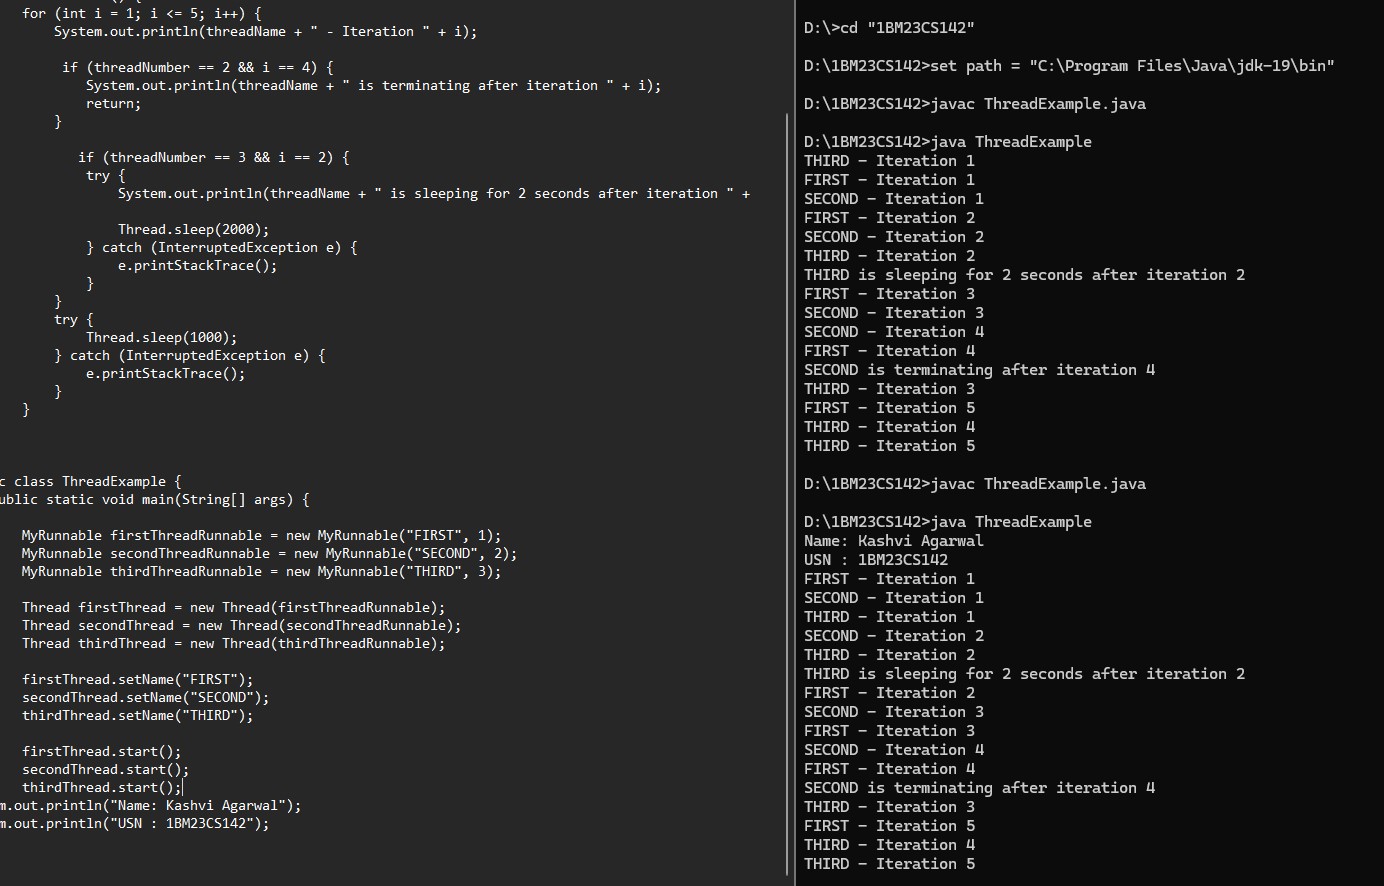 for (int i = 1; i <= 5; i++) {
System.out.println(threadName + " - Iteration " + i);
if (threadNumber == 2 && i == 4) {
System.out.println(threadName + " is terminating after iteration " + i);
return;
}
if (threadNumber == 3 && i == 2) {
try {
System.out.println(threadName + " is sleeping for 2 seconds after iteration " +
Thread.sleep(2000);
} catch (InterruptedException e) {
e.printStackTrace();
}
}
try {
Thread.sleep(1000);
} catch (InterruptedException e) {
e.printStackTrace();
}
}
c class ThreadExample {
ublic static void main(String[] args) {
MyRunnable firstThreadRunnable = new MyRunnable("FIRST", 1);
MyRunnable secondThreadRunnable = new MyRunnable("SECOND", 2);
MyRunnable thirdThreadRunnable = new MyRunnable("THIRD", 3);
Thread firstThread = new Thread(firstThreadRunnable);
Thread secondThread = new Thread(secondThreadRunnable);
Thread thirdThread = new Thread(thirdThreadRunnable);
firstThread.setName("FIRST");
secondThread.setName("SECOND");
thirdThread.setName("THIRD");
firstThread.start();
secondThread.start();
thirdThread.start();
m.out.println("Name: Kashvi Agarwal");
m.out.println("USN : 1BM23CS142");
D:\>cd "1BM23CS142"
D:\1BM23CS142>set path = "C:\Program Files\Java\jdk-19\bin"
D:\1BM23CS142>javac ThreadExample.java
D:\1BM23CS142>java ThreadExample
THIRD - Iteration 1
FIRST - Iteration 1
SECOND - Iteration 1
FIRST - Iteration 2
SECOND - Iteration 2
THIRD - Iteration 2
THIRD is sleeping for 2 seconds after iteration 2
FIRST - Iteration 3
SECOND - Iteration 3
SECOND - Iteration 4
FIRST - Iteration 4
SECOND is terminating after iteration 4
THIRD - Iteration 3
FIRST - Iteration 5
THIRD - Iteration 4
THIRD - Iteration 5
D:\1BM23CS142>javac ThreadExample.java
D:\1BM23CS142>java ThreadExample
Name: Kashvi Agarwal
USN : 1BM23CS142
FIRST - Iteration 1
SECOND - Iteration 1
THIRD - Iteration 1
SECOND - Iteration 2
THIRD - Iteration 2
THIRD is sleeping for 2 seconds after iteration 2
FIRST - Iteration 2
SECOND - Iteration 3
FIRST - Iteration 3
SECOND - Iteration 4
FIRST - Iteration 4
SECOND is terminating after iteration 4
THIRD - Iteration 3
FIRST - Iteration 5
THIRD - Iteration 4
THIRD - Iteration 5